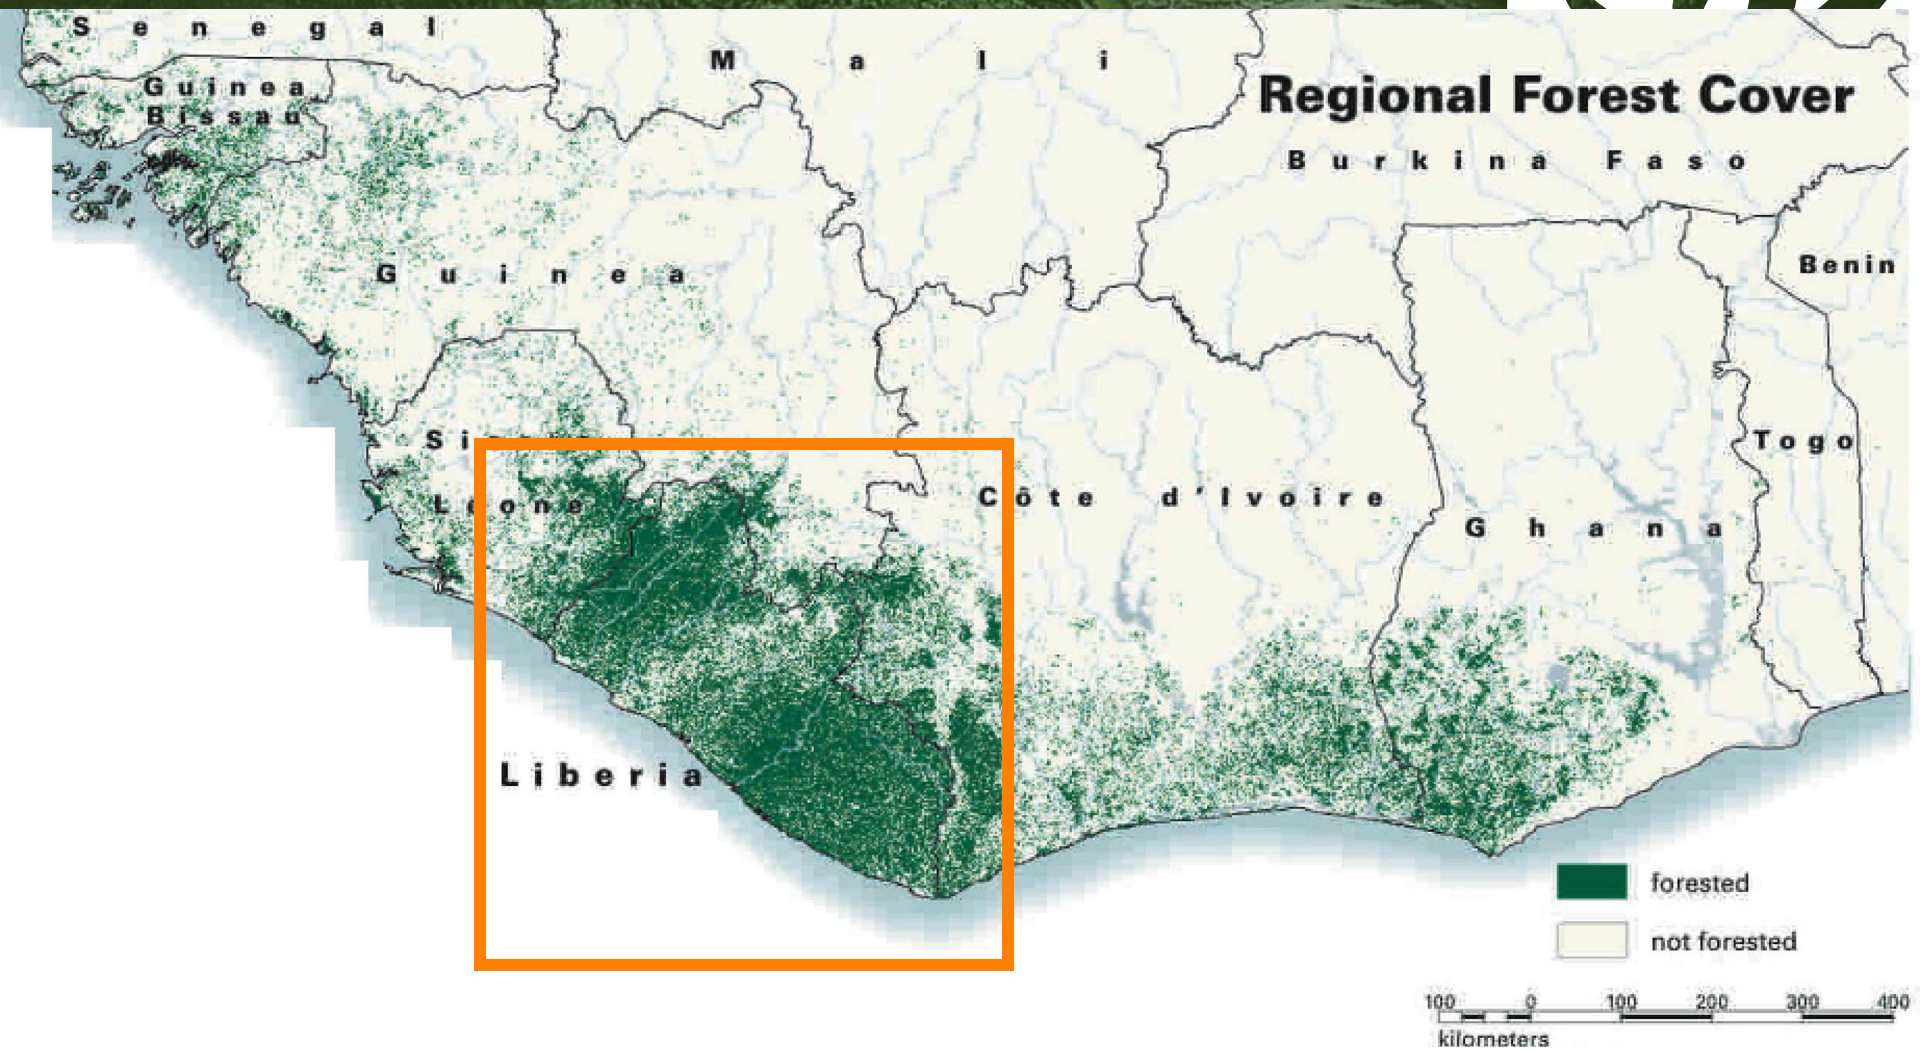 Senegal
Mali
Guinea
Bissau
Regional Forest Cover
Burkina Faso
Benin
Guinea
Togo
Leone
Côte d'Ivoire
Ghana
Liberia
forested
not forested
100 0 100 200 300 400
kilometers